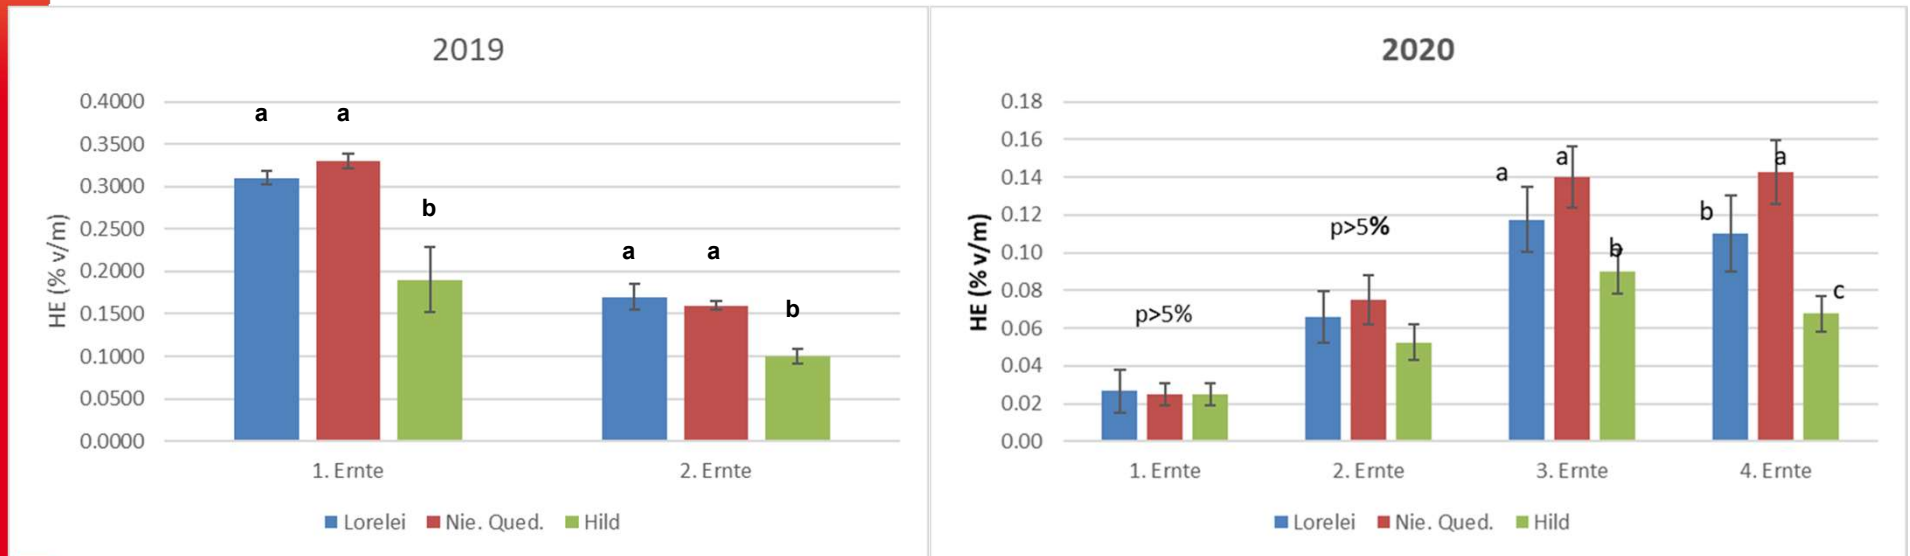 2019
HE (% v/m)
0.4000
0.3500
0.3000
0.2500
0.2000
0.1500
0.1000
0.0500
0.0000
a a
b
a a
b
1. Ernte 2. Ernte
Lorelei Nie. Qued. Hild
2020
HE (% v/m)
0.18
0.16
0.14
0.12
0.10
0.08
0.06
0.04
0.02
0.00
p>5%
p>5%
a a b
b a c
1. Ernte 2. Ernte 3. Ernte 4. Ernte
Lorelei Nie. Qued. Hild